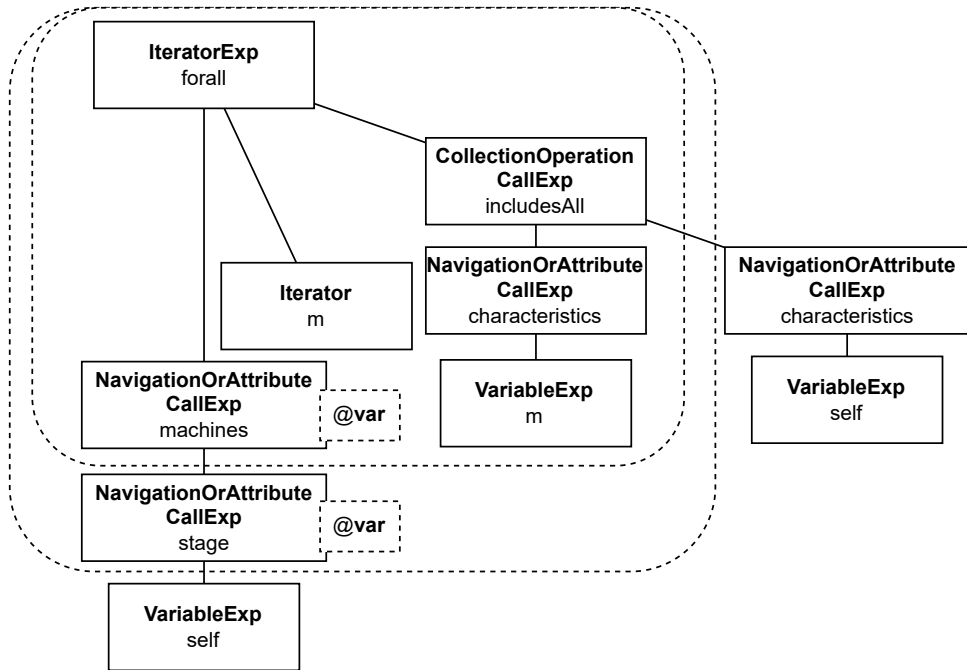 IteratorExp
forall
CollectionOperation
CallExp
includesAll
Iterator
m
NavigationOrAttribute
CallExp
characteristics
NavigationOrAttribute
CallExp
characteristics
NavigationOrAttribute
CallExp
machines
@var
VariableExp
m
VariableExp
self
NavigationOrAttribute
CallExp
stage
@var
VariableExp
self